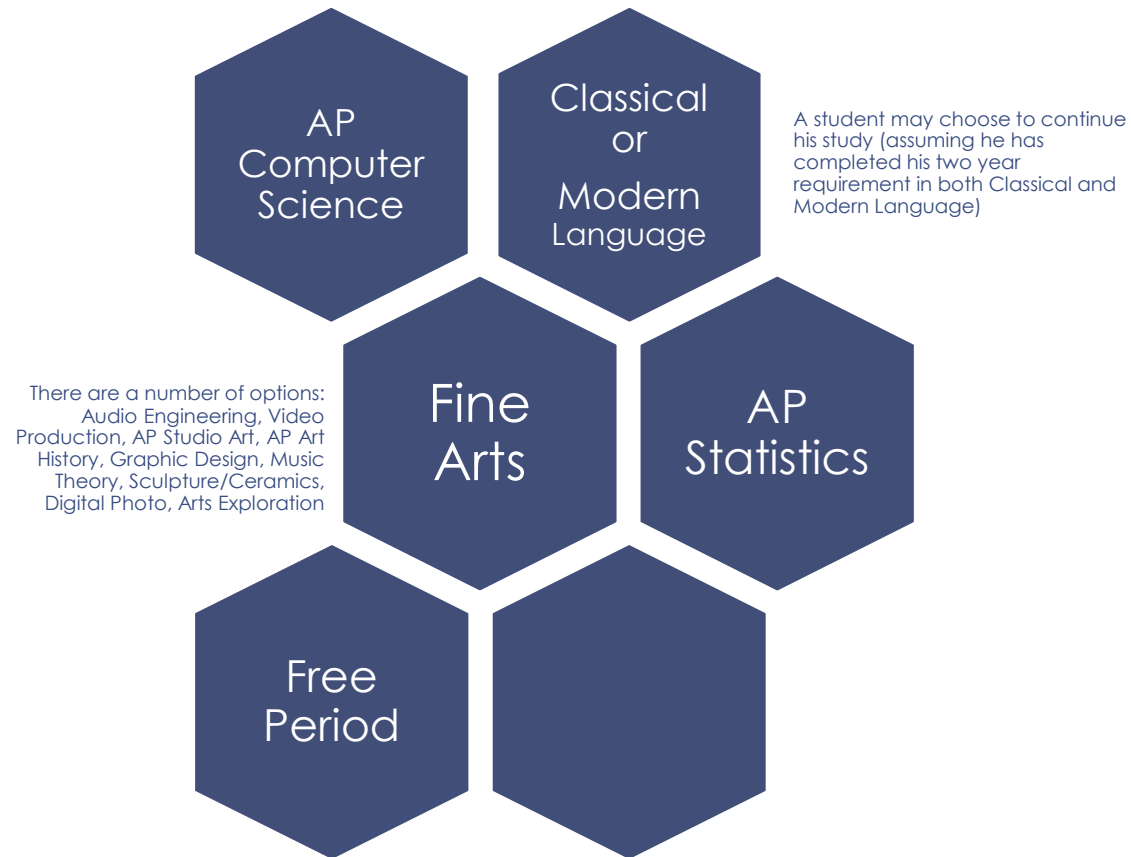 AP
Computer
Science
Classical
or
Modern
Language
A student may choose to continue
his study (assuming he has
completed his two year
requirement in both Classical and
Modern Language)
There are a number of options:
Audio Engineering, Video
Production, AP Studio Art, AP Art
History, Graphic Design, Music
Theory, Sculpture/Ceramics,
Digital Photo, Arts Exploration
Fine
Arts
AP
Statistics
Free
Period